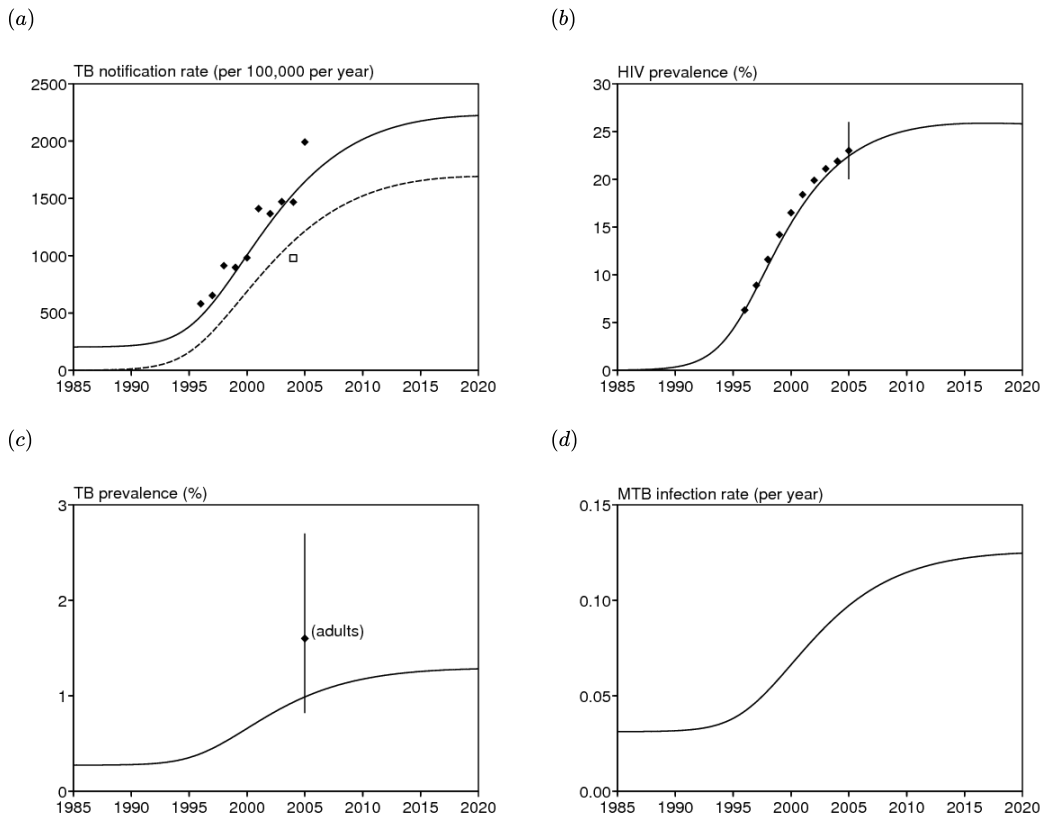 (a)
(b)
TB notification rate (per 100,000 per year)
2500
2000
1500
1000
500
0
1985 1990 1995 2000 2005 2010 2015 2020
HIV prevalence (%)
30
25
20
15
10
5
0
1985 1990 1995 2000 2005 2010 2015 2020
(c)
(d)
TB prevalence (%)
3
2
1
0
(adults)
1985 1990 1995 2000 2005 2010 2015 2020
MTB infection rate (per year)
0.15
0.10
0.05
0.00
1985 1990 1995 2000 2005 2010 2015 2020